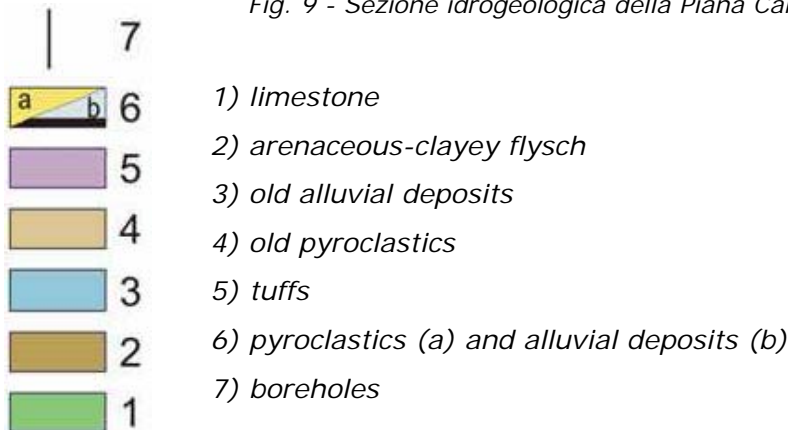 Fig. 9 - Sezione idrogeologica della Piana
7
a b 6
5
4
3
2
1
1) limestone
2) arenaceous-clayey flysch
3) old alluvial deposits
4) old pyroclastics
5) tuffs
6) pyroclastics (a) and alluvial deposits (b)
7) boreholes